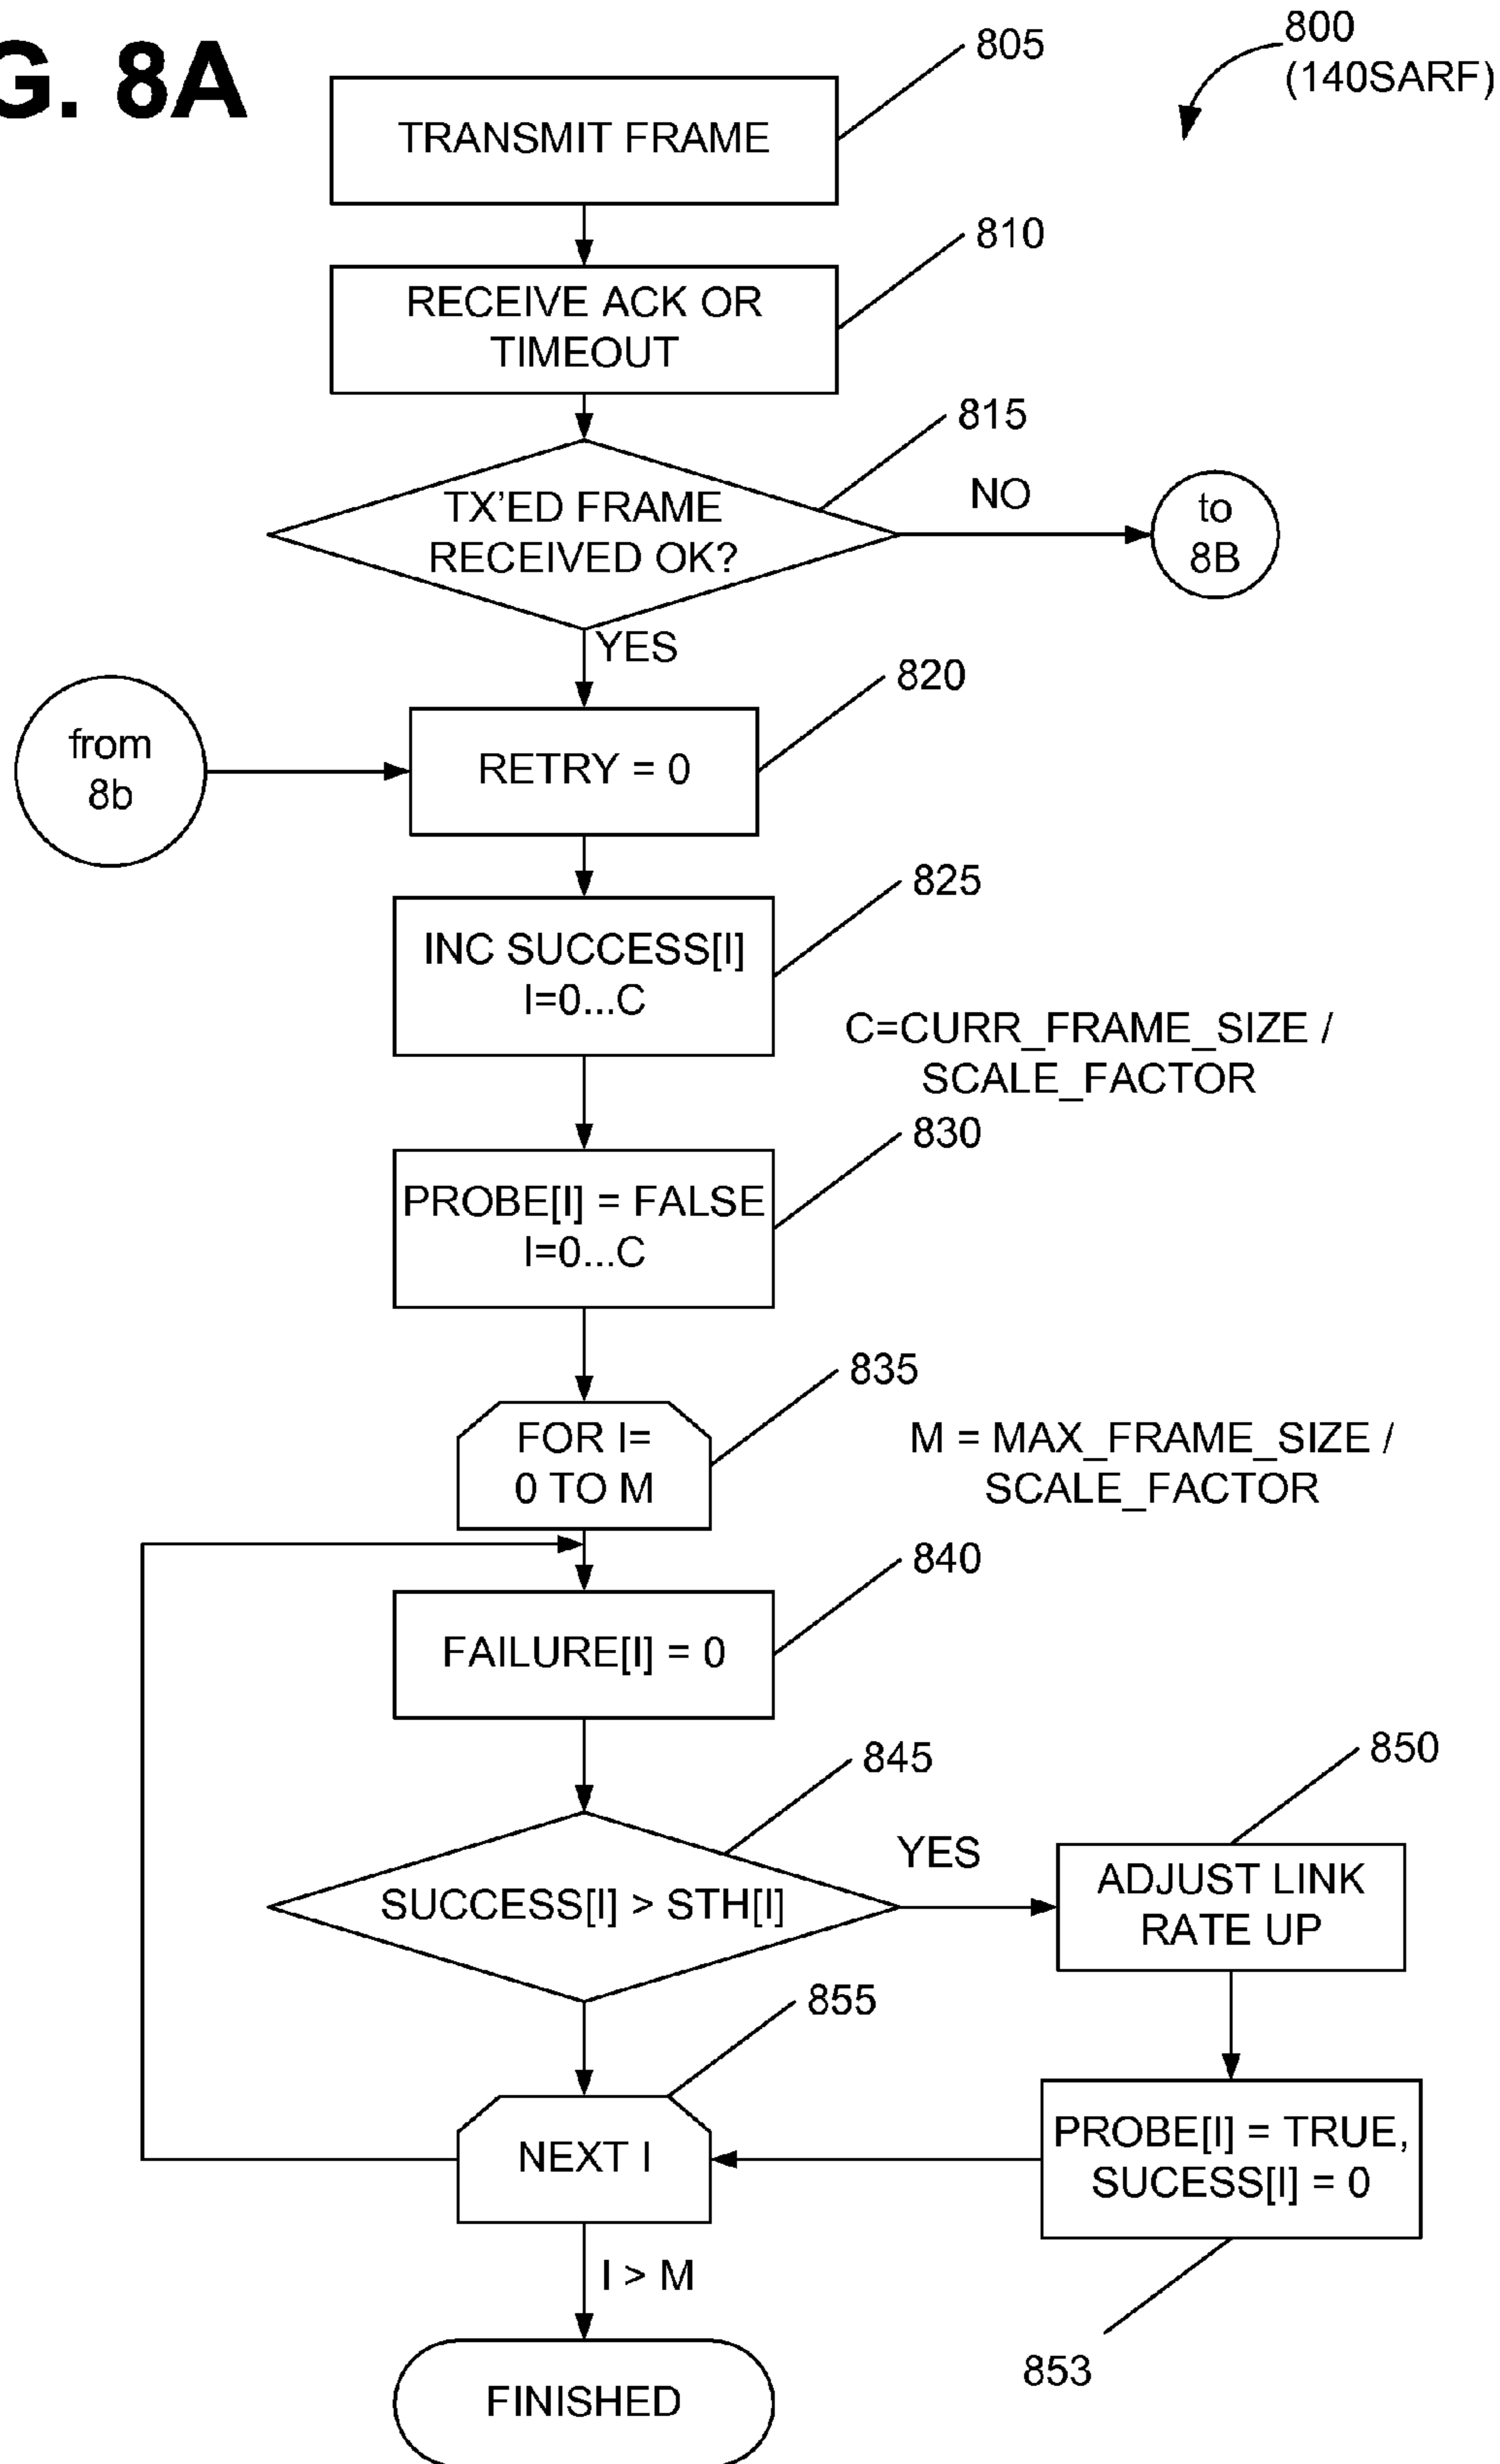 G. 8A
800
(140SARF)
805
TRANSMIT FRAME
810
RECEIVE ACK OR
TIMEOUT
815
TX’ED FRAME
RECEIVED OK?
NO
to
8B
YES
820
from
8b
RETRY = 0
825
INC SUCCESS[I]
I=0...C
C=CURR_FRAME_SIZE /
SCALE_FACTOR
830
PROBE[I] = FALSE
I=0...C
835
FOR I=
0 TO M
M = MAX_FRAME_SIZE /
SCALE_FACTOR
840
FAILURE[I] = 0
845
SUCCESS[I] > STH[I]
YES
850
ADJUST LINK
RATE UP
855
NEXT I
PROBE[I] = TRUE,
SUCESS[I] = 0
853
I > M
FINISHED